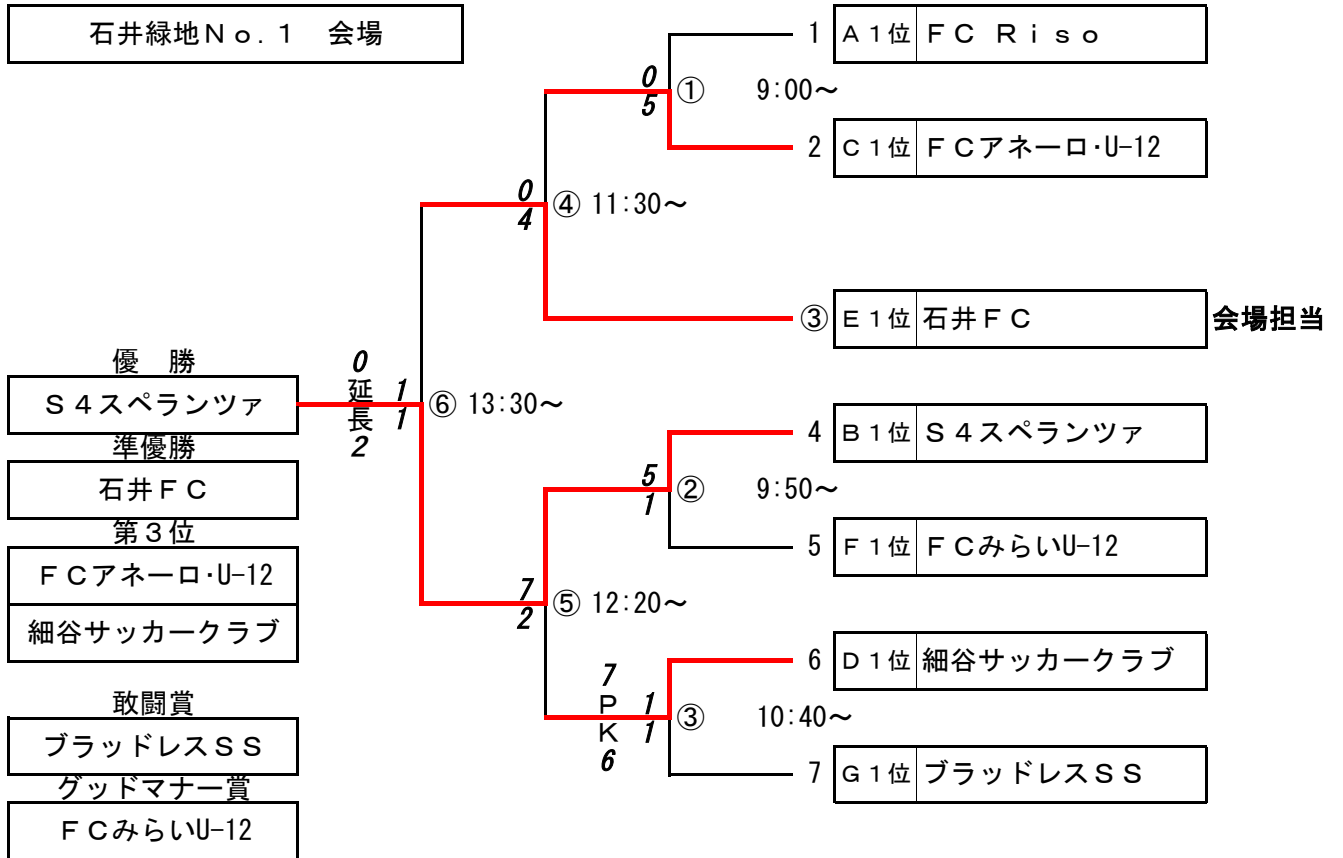 石井緑地Ｎｏ．１　会場
1 Ａ１位 ＦＣ　Ｒｉｓｏ
0
5
① 9:00～
2 Ｃ１位 ＦＣアネーロ･U-12
0
4
④ 11:30～
③ Ｅ１位 石井ＦＣ 会場担当
優　勝
Ｓ４スペランツァ
0
延長
2
1
1
⑥ 13:30～
4 Ｂ１位 Ｓ４スペランツァ
準優勝
石井ＦＣ
5
1
② 9:50～
第３位
ＦＣアネーロ･U-12
細谷サッカークラブ
5 Ｆ１位 ＦＣみらいU-12
7
2
⑤ 12:20～
6 Ｄ１位 細谷サッカークラブ
7
ＰＫ
6
1
1
③ 10:40～
敢闘賞
ブラッドレスＳＳ
7 Ｇ１位 ブラッドレスＳＳ
グッドマナー賞
ＦＣみらいU-12